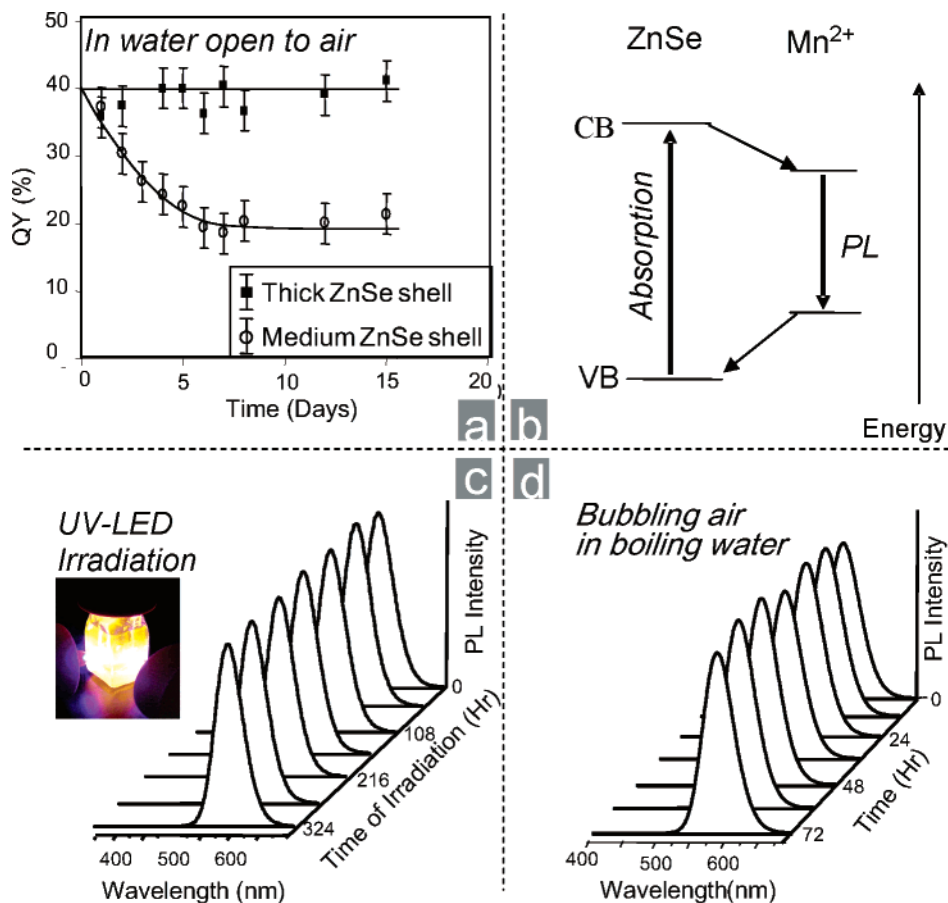 In water open to air
50
40
30
20
10
0
QY (%)
Thick ZnSe shell
Medium ZnSe shell
0 5 10 15 20
Time (Days)
a b
ZnSe Mn²⁺
CB
Absorption
PL
VB
Energy
c d
UV-LED
Irradiation
PL Intensity
0
108
216
324
Time of Irradiation (Hr)
400 500 600
Wavelength (nm)
Bubbling air
in boiling water
PL Intensity
0
24
48
72
Time (Hr)
400 500 600
Wavelength(nm)